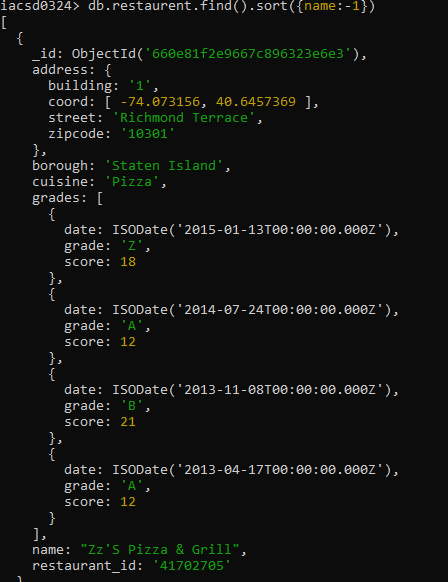 iacsd0324> db.restaurent.find().sort({name:-1})
[
  {
    _id: ObjectId('660e81f2e9667c896323e6e3'),
    address: {
      building: '1',
      coord: [ -74.073156, 40.6457369 ],
      street: 'Richmond Terrace',
      zipcode: '10301'
    },
    borough: 'Staten Island',
    cuisine: 'Pizza',
    grades: [
      {
        date: ISODate('2015-01-13T00:00:00.000Z'),
        grade: 'Z',
        score: 18
      },
      {
        date: ISODate('2014-07-24T00:00:00.000Z'),
        grade: 'A',
        score: 12
      },
      {
        date: ISODate('2013-11-08T00:00:00.000Z'),
        grade: 'B',
        score: 21
      },
      {
        date: ISODate('2013-04-17T00:00:00.000Z'),
        grade: 'A',
        score: 12
      }
    ],
    name: "Zz'S Pizza & Grill",
    restaurant_id: '41702705'